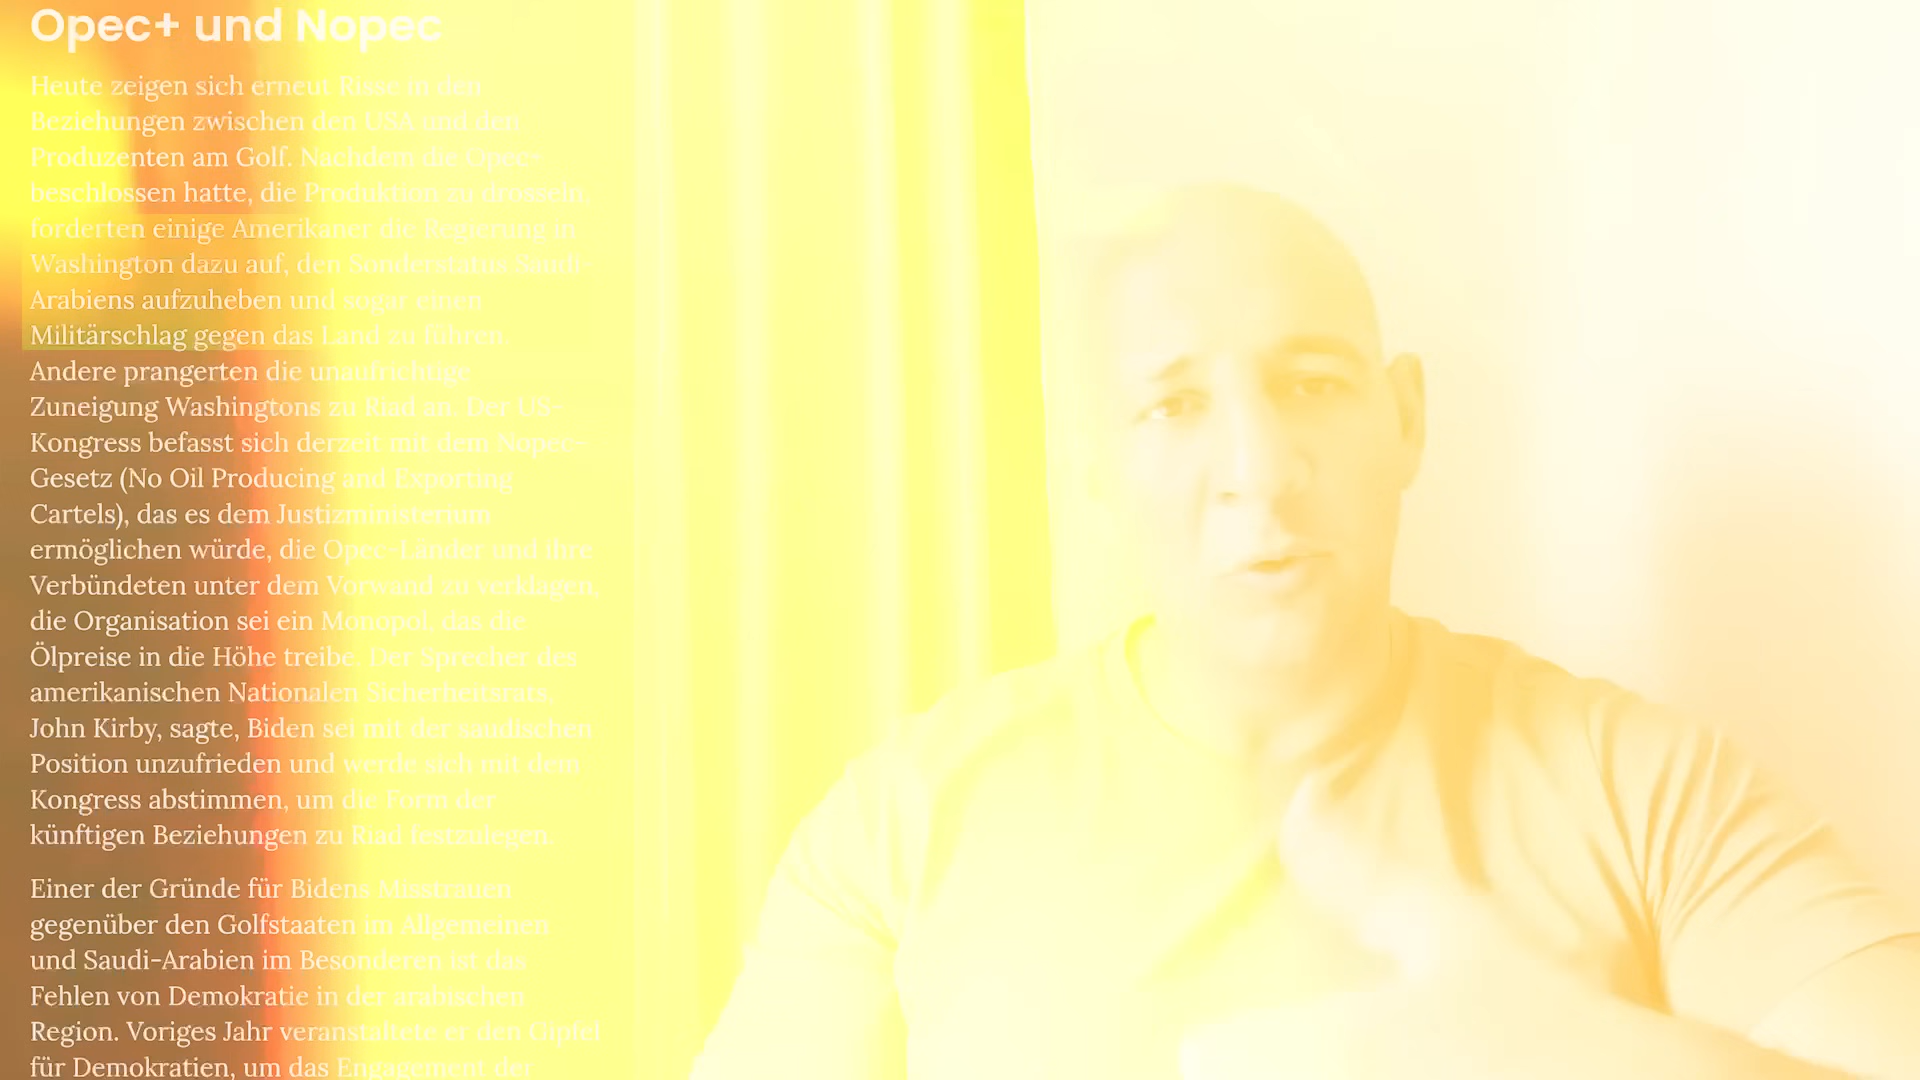 Opec+ und Nopec
Heute zeigen sich erneut Risse in den
Beziehungen zwischen den USA und den
Produzenten am Golf. Nachdem die Opec+
beschlossen hatte, die Produktion zu drosseln,
forderten einige Amerikaner die Regierung in
Washington dazu auf, den Sonderstatus Saudi-
Arabiens aufzuheben und sogar einen
Militärschlag gegen das Land zu führen.
Andere prangerten die unaufrichtige
Zuneigung Washingtons zu Riad an. Der US-
Kongress befasst sich derzeit mit dem Nopec-
Gesetz (No Oil Producing and Exporting
Cartels), das es dem Justizministerium
ermöglichen würde, die Opec-Länder und ihre
Verbündeten unter dem Vorwand zu verklagen,
die Organisation sei ein Monopol, das die
Ölpreise in die Höhe treibe. Der Sprecher des
amerikanischen Nationalen Sicherheitsrats,
John Kirby, sagte, Biden sei mit der saudischen
Position unzufrieden und werde sich mit dem
Kongress abstimmen, um die Form der
künftigen Beziehungen zu Riad festzulegen.
Einer der Gründe für Bidens Misstrauen
gegenüber den Golfstaaten im Allgemeinen
und Saudi-Arabien im Besonderen ist das
Fehlen von Demokratie in der arabischen
Region. Voriges Jahr veranstaltete er den Gipfel
für Demokratien, um das Engagement der